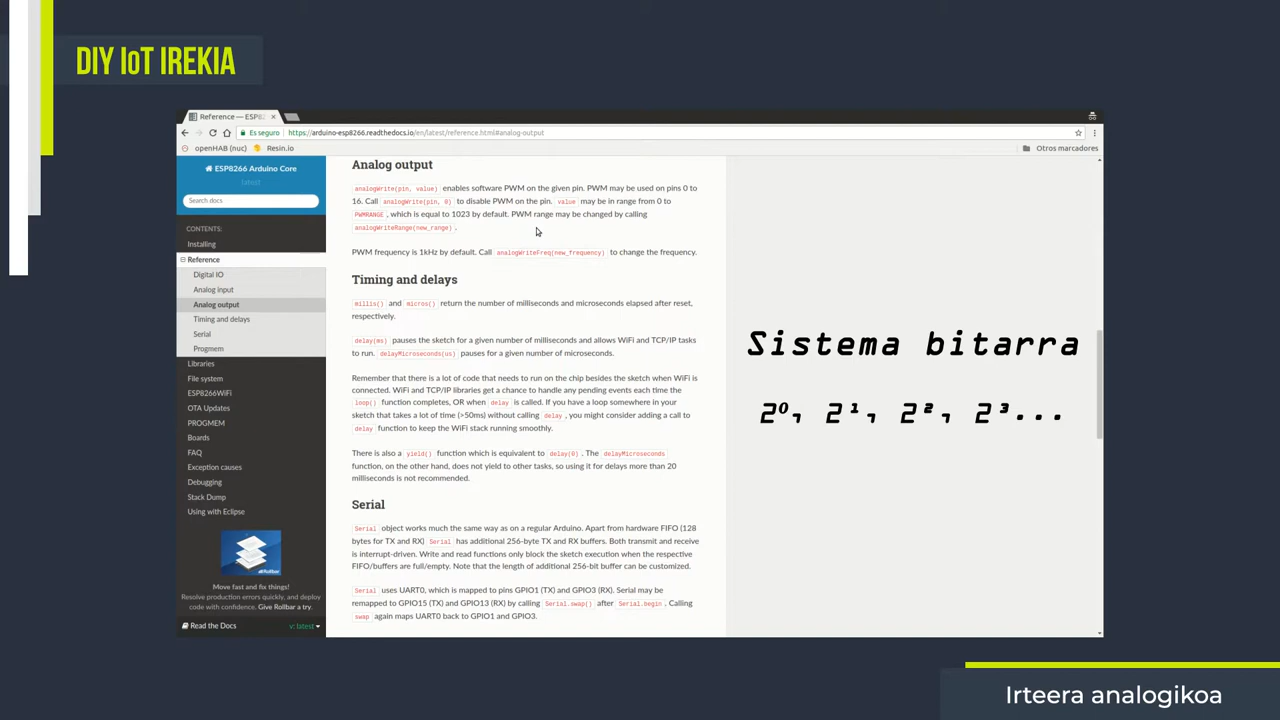 DIY IoT IREKIA
Reference — ESP82
Es seguro
https://arduino-esp8266.readthedocs.io/en/latest/reference.html#analog-output
openHAB (nuc)
Resin.io
Otros marcadores
ESP8266 Arduino Core
latest
Search docs
CONTENTS:
Installing
Reference
Digital IO
Analog input
Analog output
Timing and delays
Serial
Progmem
Libraries
File system
ESP8266WiFi
OTA Updates
PROGMEM
Boards
FAQ
Exception causes
Debugging
Stack Dump
Using with Eclipse
Rollbar
Move fast and fix things!
Resolve production errors quickly, and deploy
code with confidence. Give Rollbar a try.
Read the Docs
v: latest
Analog output
analogWrite(pin, value) enables software PWM on the given pin. PWM may be used on pins 0 to
16. Call analogWrite(pin, 0) to disable PWM on the pin. value may be in range from 0 to
PWMRANGE , which is equal to 1023 by default. PWM range may be changed by calling
analogWriteRange(new_range) .
PWM frequency is 1kHz by default. Call analogWriteFreq(new_frequency) to change the frequency.
Timing and delays
millis() and micros() return the number of milliseconds and microseconds elapsed after reset,
respectively.
delay(ms) pauses the sketch for a given number of milliseconds and allows WiFi and TCP/IP tasks
to run. delayMicroseconds(us) pauses for a given number of microseconds.
Remember that there is a lot of code that needs to run on the chip besides the sketch when WiFi is
connected. WiFi and TCP/IP libraries get a chance to handle any pending events each time the
loop() function completes, OR when delay is called. If you have a loop somewhere in your
sketch that takes a lot of time (>50ms) without calling delay , you might consider adding a call to
delay function to keep the WiFi stack running smoothly.
There is also a yield() function which is equivalent to delay(0) . The delayMicroseconds
function, on the other hand, does not yield to other tasks, so using it for delays more than 20
milliseconds is not recommended.
Serial
Serial object works much the same way as on a regular Arduino. Apart from hardware FIFO (128
bytes for TX and RX) Serial has additional 256-byte TX and RX buffers. Both transmit and receive
is interrupt-driven. Write and read functions only block the sketch execution when the respective
FIFO/buffers are full/empty. Note that the length of additional 256-bit buffer can be customized.
Serial uses UART0, which is mapped to pins GPIO1 (TX) and GPIO3 (RX). Serial may be
remapped to GPIO15 (TX) and GPIO13 (RX) by calling Serial.swap() after Serial.begin . Calling
swap again maps UART0 back to GPIO1 and GPIO3.
Sistema bitarra
2⁰, 2¹, 2², 2³...
Irteera analogikoa